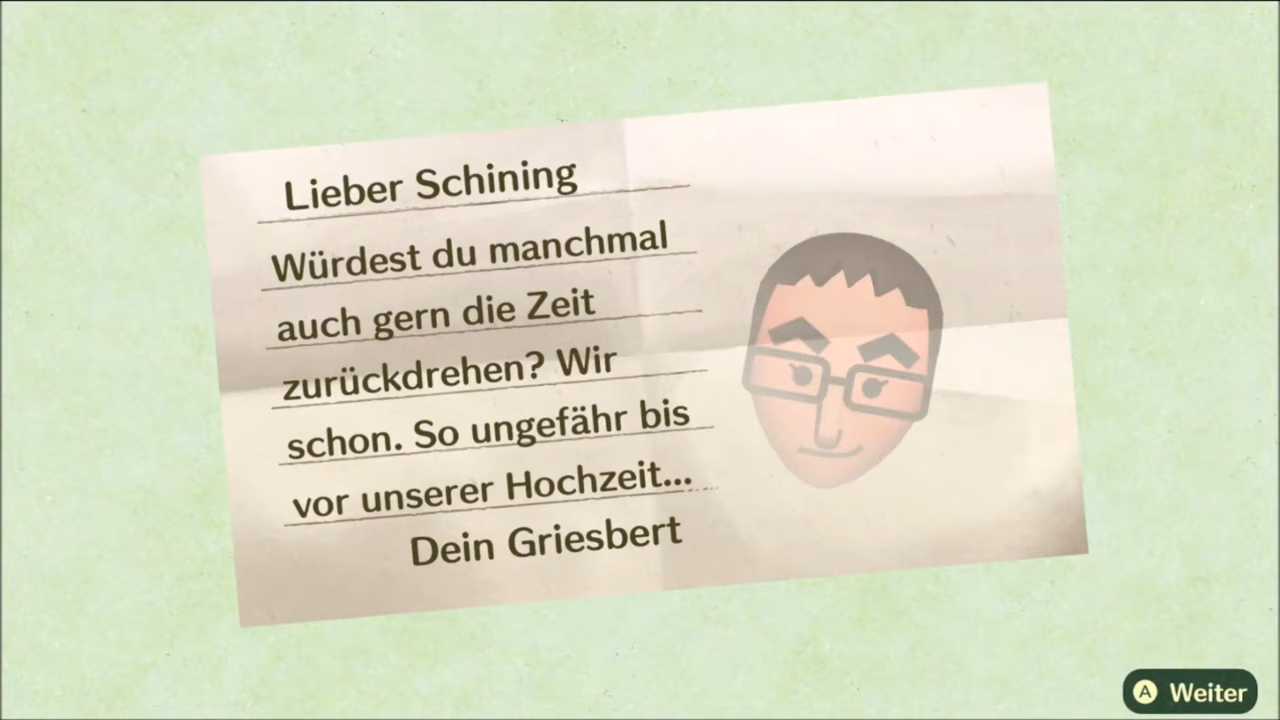 Lieber Schining
Würdest du manchmal
auch gern die Zeit
zurückdrehen? Wir
schon. So ungefähr bis
vor unserer Hochzeit...
Dein Griesbert
A Weiter